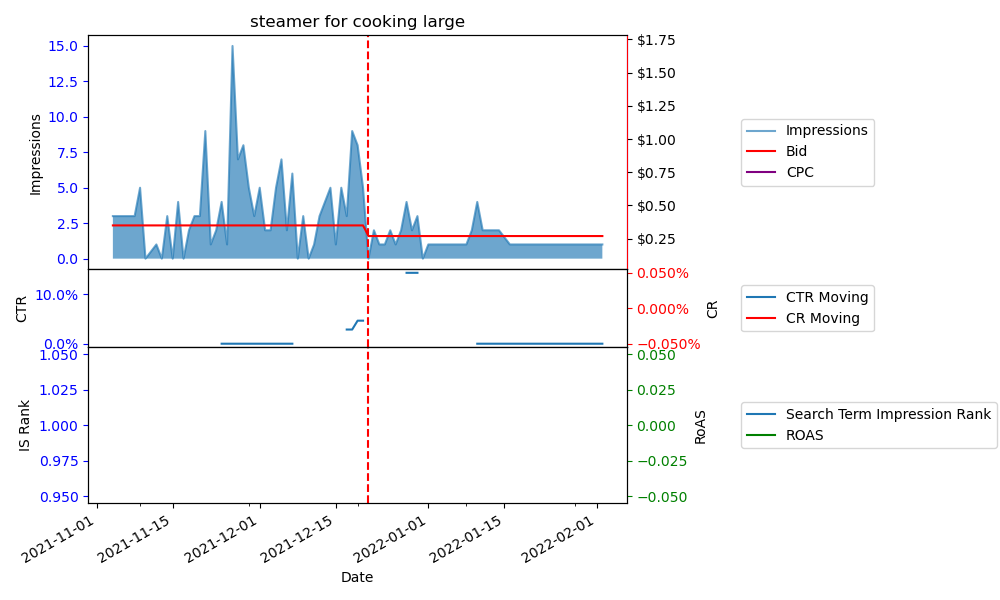 steamer for cooking large
15.0
12.5
10.0
7.5
5.0
2.5
0.0
Impressions
$1.75
$1.50
$1.25
$1.00
$0.75
$0.50
$0.25
Impressions
Bid
CPC
10.0%
0.0%
CTR
0.050%
0.000%
−0.050%
CR
CTR Moving
CR Moving
1.050
1.025
1.000
0.975
0.950
IS Rank
0.050
0.025
0.000
−0.025
−0.050
RoAS
Search Term Impression Rank
ROAS
2021-11-01
2021-11-15
2021-12-01
2021-12-15
2022-01-01
2022-01-15
2022-02-01
Date